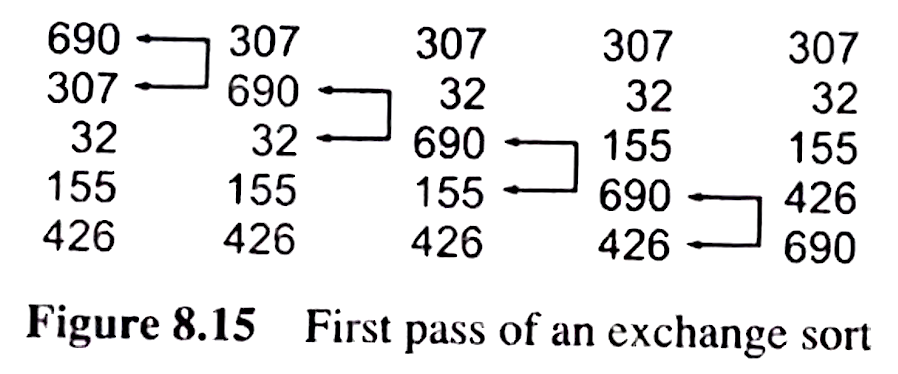 690 307 307 307 307
307 690 32 32 32
32 32 690 155 155
155 155 155 690 426
426 426 426 426 690
Figure 8.15 First pass of an exchange sort